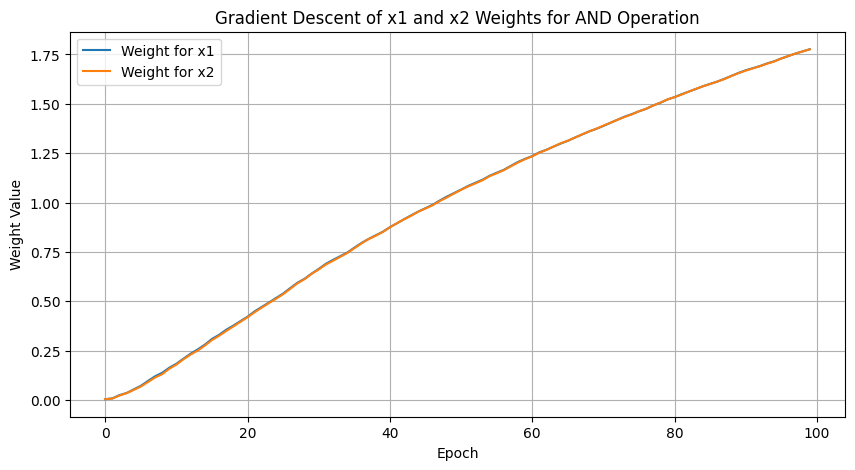 Gradient Descent of x1 and x2 Weights for AND Operation
Weight for x1
Weight for x2
Weight Value
1.75
1.50
1.25
1.00
0.75
0.50
0.25
0.00
0 20 40 60 80 100
Epoch